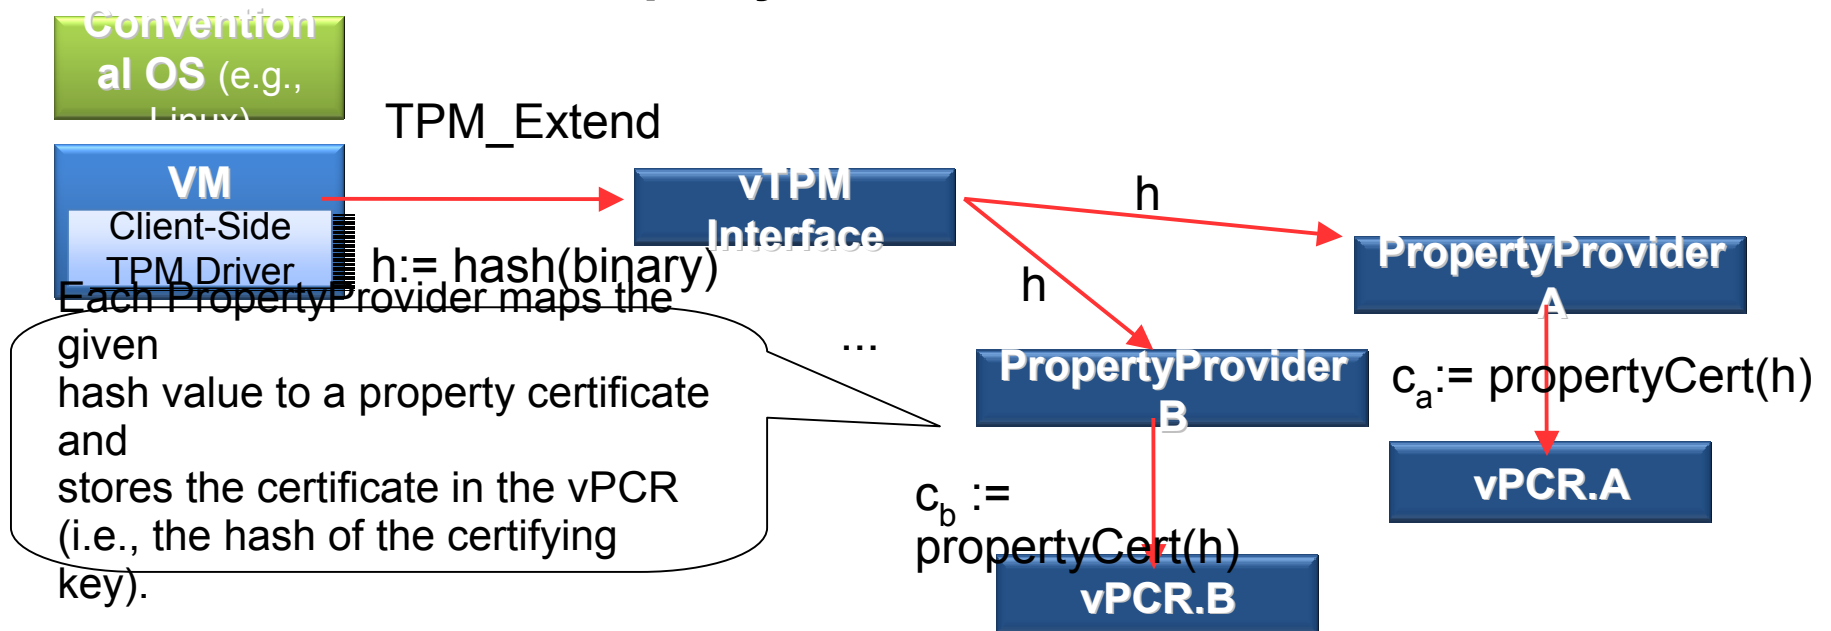 Convention
al OS (e.g.,
Linux)
TPM_Extend
VM
Client-Side
TPM Driver
h:= hash(binary)
vTPM
Interface
h
h
PropertyProvider
A
...
PropertyProvider
B
c_a:= propertyCert(h)
vPCR.A
c_b :=
propertyCert(h)
vPCR.B
Each PropertyProvider maps the
given
hash value to a property certificate
and
stores the certificate in the vPCR
(i.e., the hash of the certifying
key).